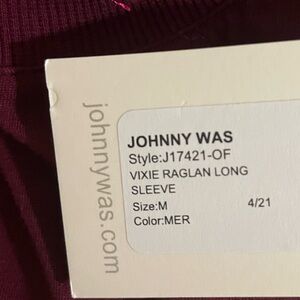 johnnywas.com
JOHNNY WAS
Style:J17421-OF
VIXIE RAGLAN LONG
SLEEVE
Size:M 4/21
Color:MER